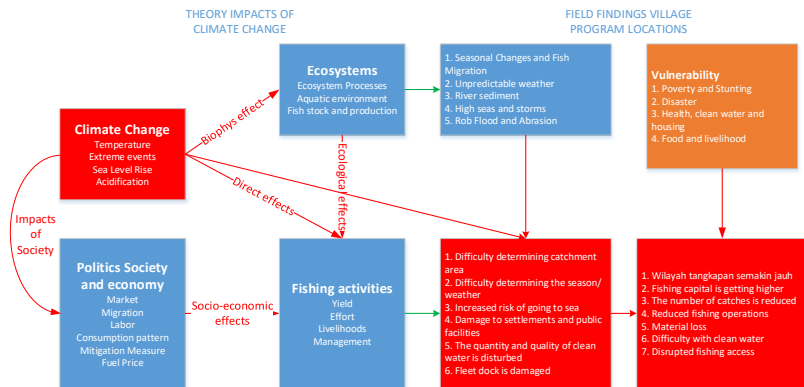 THEORY IMPACTS OF
CLIMATE CHANGE
FIELD FINDINGS VILLAGE
PROGRAM LOCATIONS
Ecosystems
Ecosystem Processes
Aquatic environment
Fish stock and production
1. Seasonal Changes and Fish
Migration
2. Unpredictable weather
3. River sediment
4. High seas and storms
5. Rob Flood and Abrasion
Vulnerability
1. Poverty and Stunting
2. Disaster
3. Health, clean water and
housing
4. Food and livelihood
Climate Change
Temperature
Extreme events
Sea Level Rise
Acidification
Biophys effect
Direct effects
Ecological effects
Impacts
of
Society
Politics Society
and economy
Market
Migration
Labor
Consumption pattern
Mitigation Measure
Fuel Price
Socio-economic
effects
Fishing activities
Yield
Effort
Livelihoods
Management
1. Difficulty determining catchment
area
2. Difficulty determining the season/
weather
3. Increased risk of going to sea
4. Damage to settlements and public
facilities
5. The quantity and quality of clean
water is disturbed
6. Fleet dock is damaged
1. Wilayah tangkapan semakin jauh
2. Fishing capital is getting higher
3. The number of catches is reduced
4. Reduced fishing operations
5. Material loss
6. Difficulty with clean water
7. Disrupted fishing access